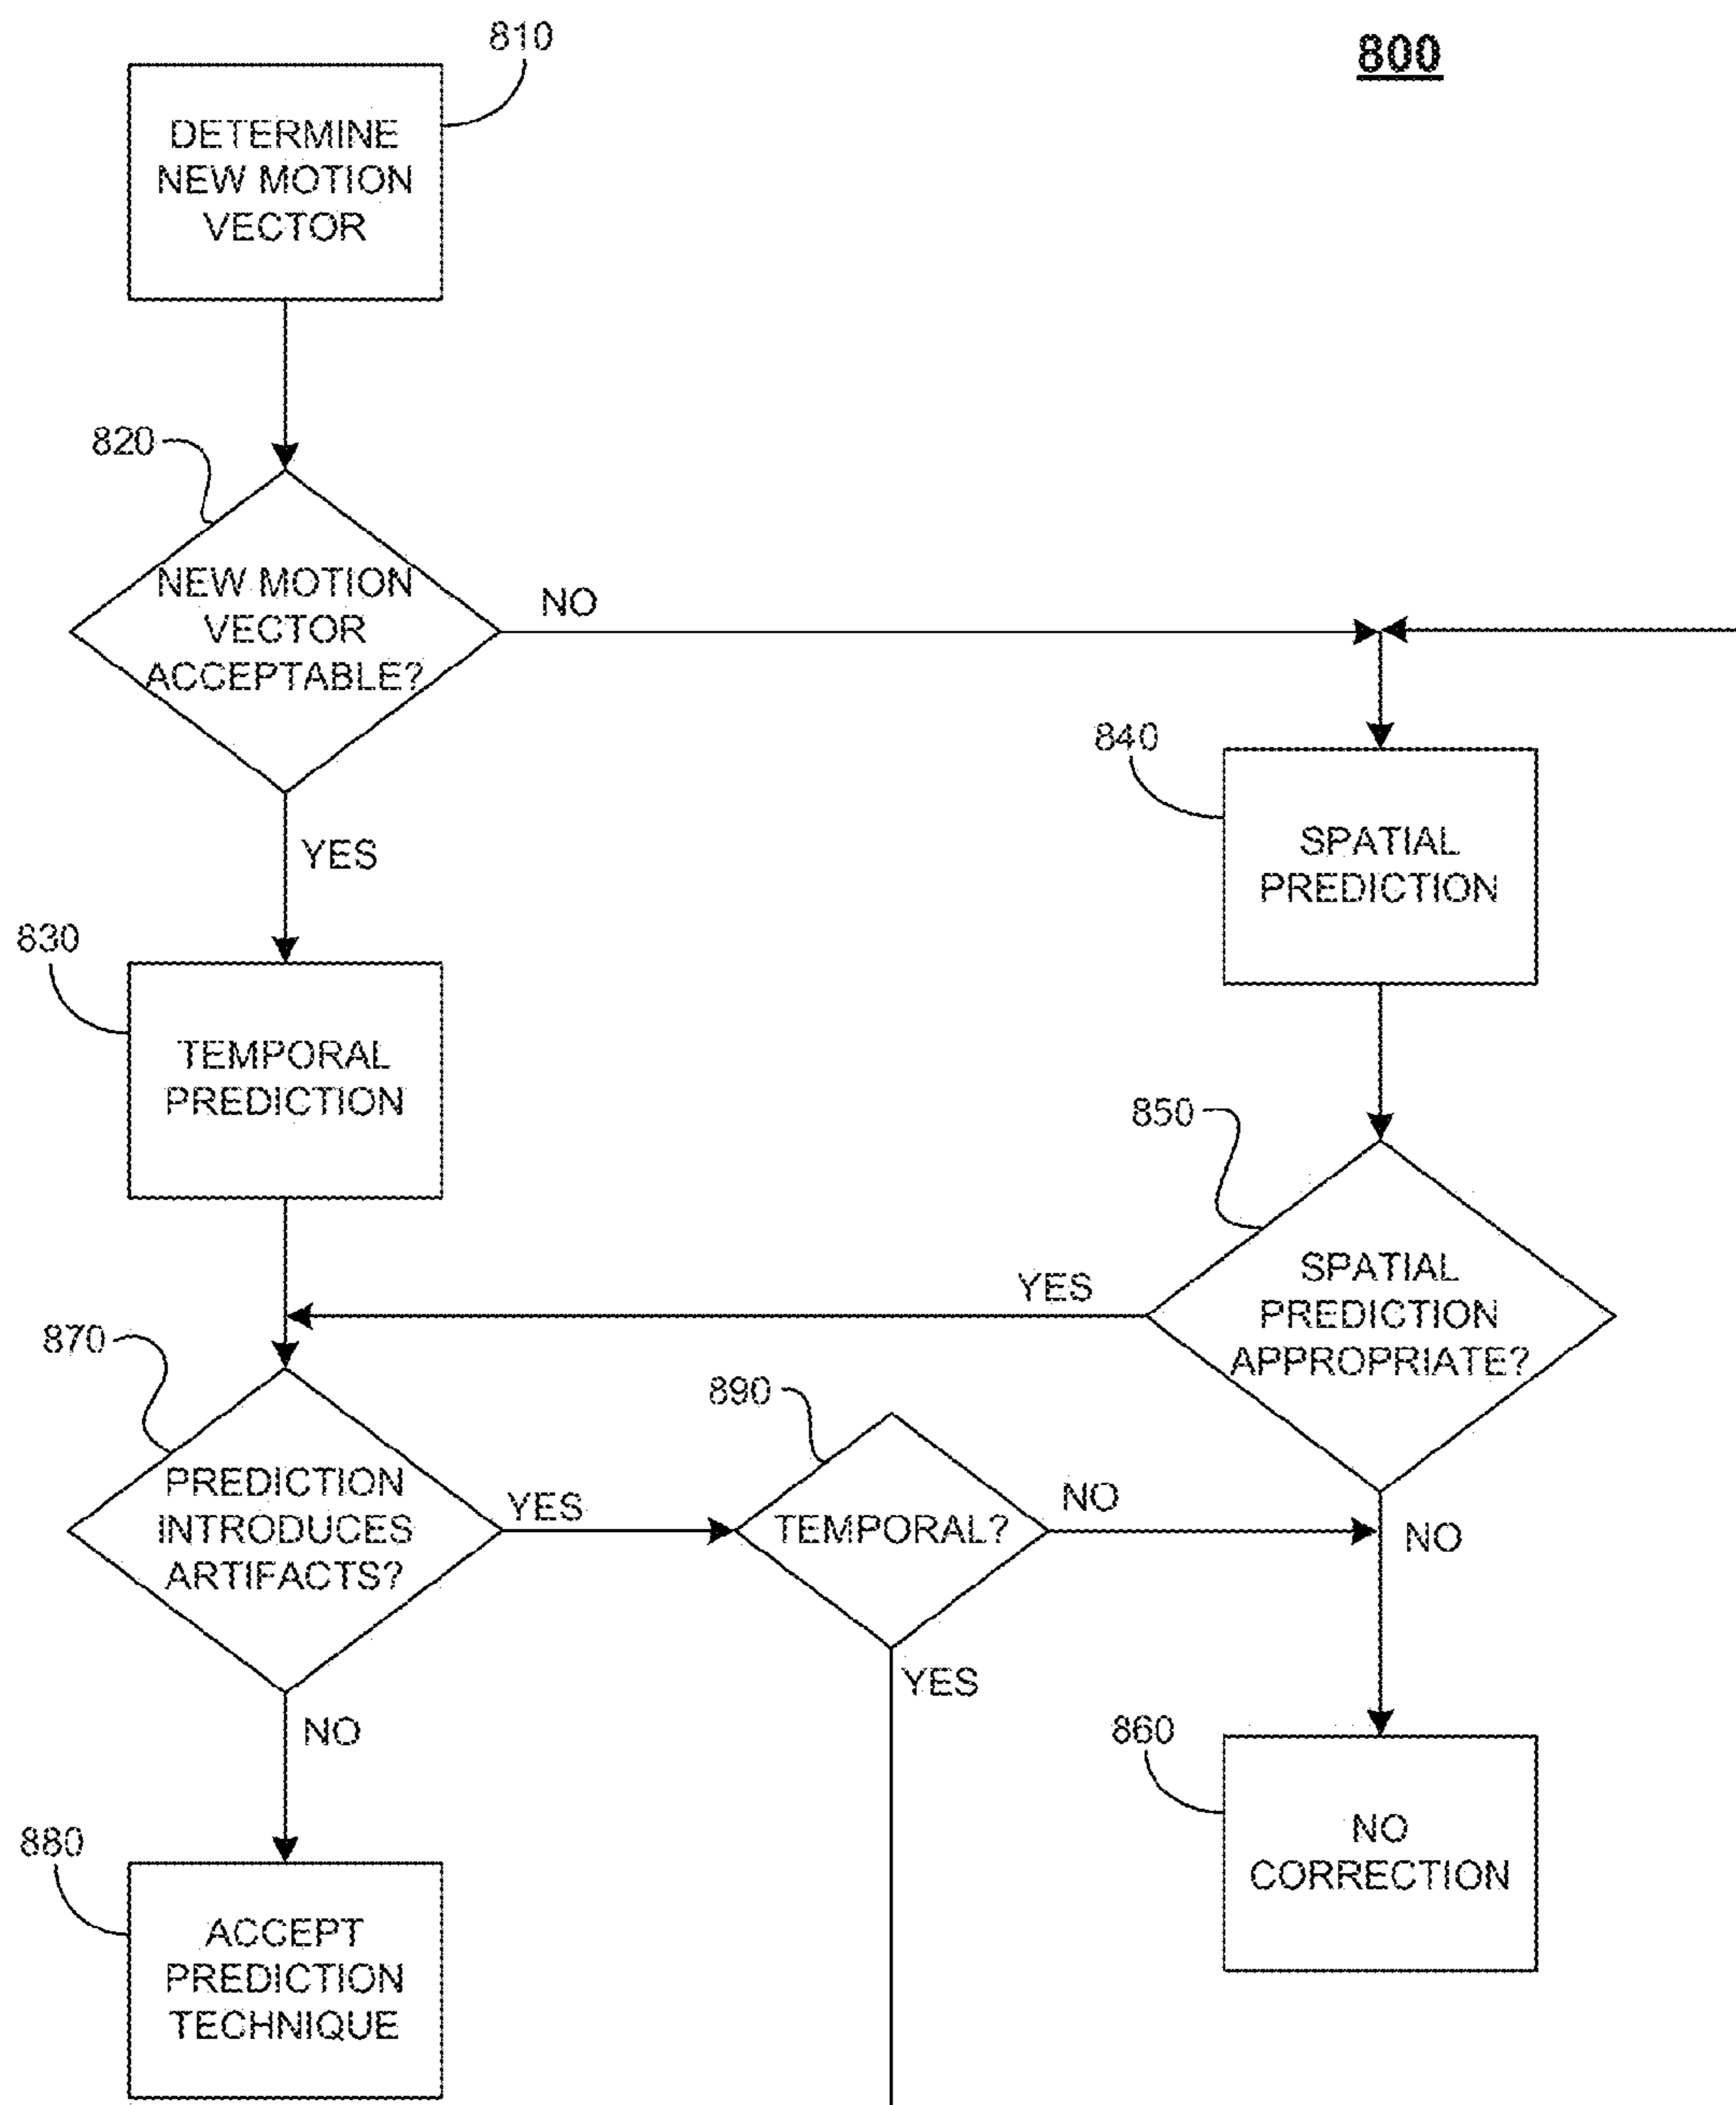 800
810
DETERMINE
NEW MOTION
VECTOR
820
NEW MOTION
VECTOR
ACCEPTABLE?
NO
YES
840
SPATIAL
PREDICTION
830
TEMPORAL
PREDICTION
850
SPATIAL
PREDICTION
APPROPRIATE?
YES
NO
870
PREDICTION
INTRODUCES
ARTIFACTS?
YES
NO
890
TEMPORAL?
NO
YES
860
NO
CORRECTION
880
ACCEPT
PREDICTION
TECHNIQUE